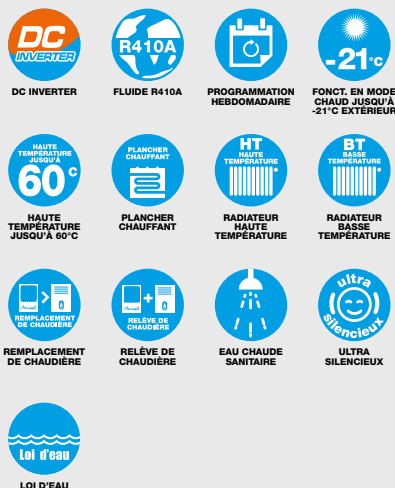 DC
INVERTER
DC INVERTER
R410A
FLUIDE R410A
PROGRAMMATION
HEBDOMADAIRE
-21°C
FONCT. EN MODE
CHAUD JUSQU'À
-21°C EXTÉRIEUR
HAUTE
TEMPÉRATURE
JUSQU'À
60°C
HAUTE
TEMPÉRATURE
JUSQU'À 60°C
PLANCHER
CHAUFFANT
PLANCHER
CHAUFFANT
HT
HAUTE
TEMPÉRATURE
RADIATEUR
HAUTE
TEMPÉRATURE
BT
BASSE
TEMPÉRATURE
RADIATEUR
BASSE
TEMPÉRATURE
>
REMPLACEMENT
DE CHAUDIÈRE
REMPLACEMENT
DE CHAUDIÈRE
+
RELÈVE DE
CHAUDIÈRE
RELÈVE DE
CHAUDIÈRE
EAU CHAUDE
SANITAIRE
ultra
silencieux
ULTRA
SILENCIEUX
Loi d'eau
LOI D'EAU